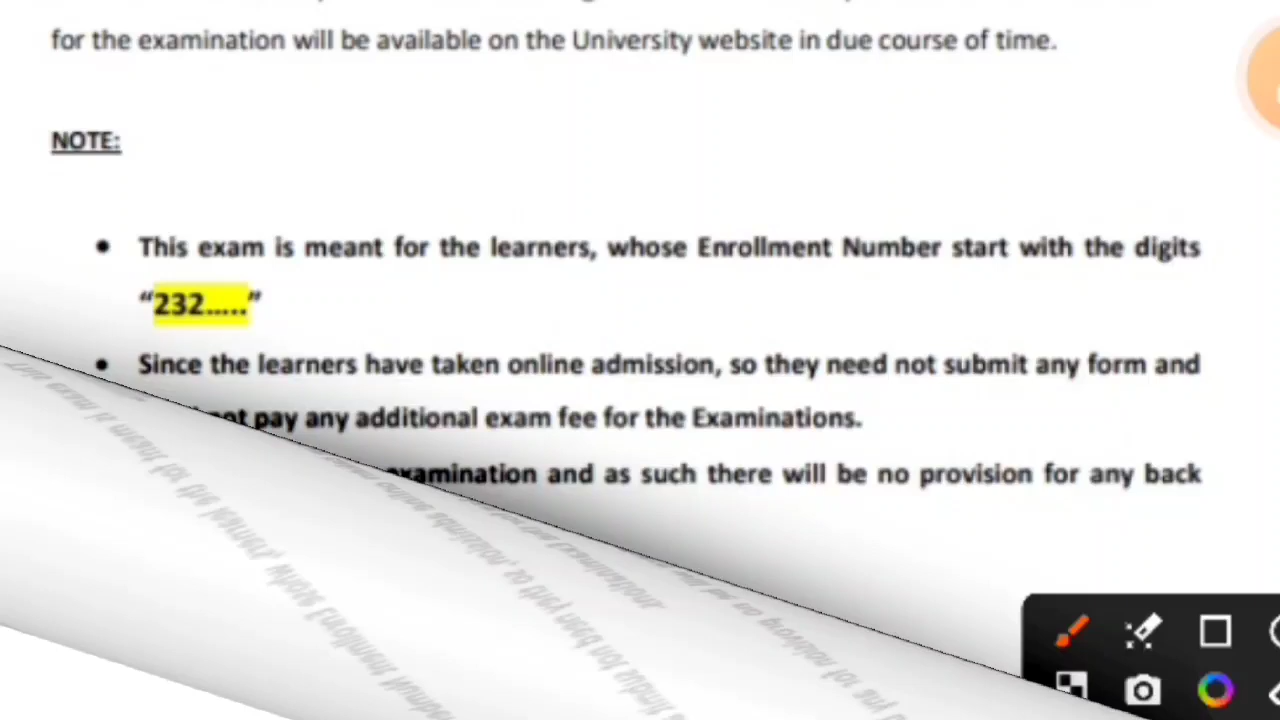 for the examination will be available on the University website in due course of time.
NOTE:
• This exam is meant for the learners, whose Enrollment Number start with the digits
“232.....”
• Since the learners have taken online admission, so they need not submit any form and
not pay any additional exam fee for the Examinations.
examination and as such there will be no provision for any back